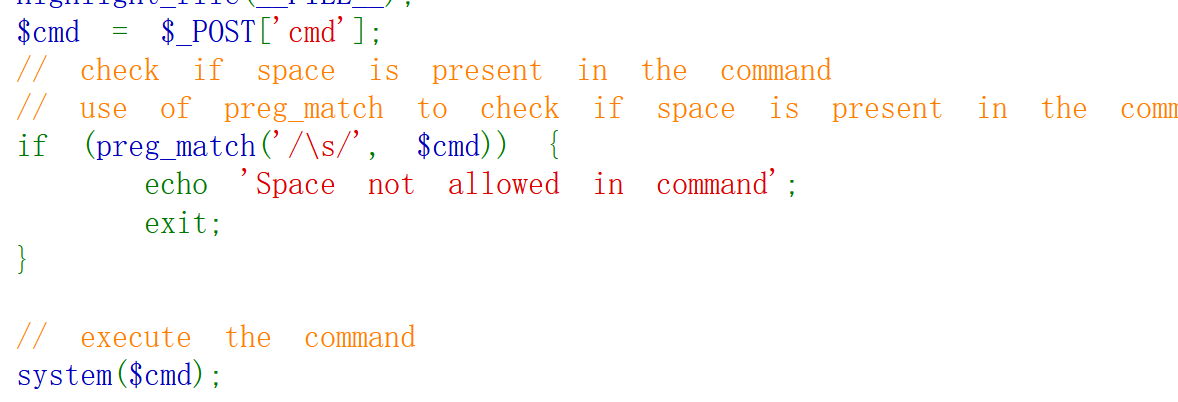 highlight_file(__FILE__);
$cmd = $_POST['cmd'];
// check if space is present in the command
// use of preg_match to check if space is present in the comm
if (preg_match('/\s/', $cmd)) {
echo 'Space not allowed in command';
exit;
}
// execute the command
system($cmd);